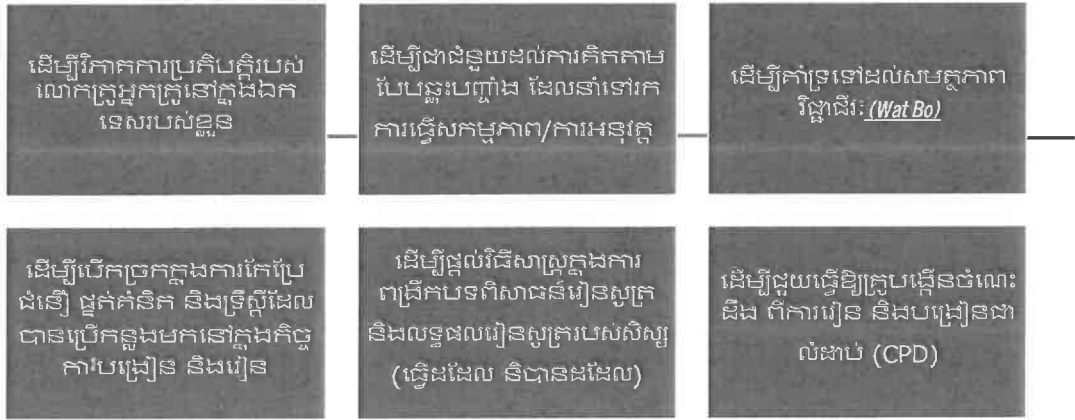 ដើម្បីវិភាគការប្រតិបត្តិរបស់
លោកគ្រូអ្នកគ្រូនៅក្នុងឯក
ទេសរបស់ខ្លួន
ដើម្បីជាជំនួយដល់ការគិតតាម
បែបឆ្លុះបញ្ចាំង ដែលនាំទៅរក
ការធ្វើសកម្មភាព/ការអនុវត្ត
ដើម្បីគាំទ្រទៅដល់សមត្ថភាព
វិជ្ជាជីវៈ (Wat Bo)
ដើម្បីបើកច្រកក្នុងការកែប្រែ
ជំនឿ ផ្នត់គំនិត និងទ្រឹស្តីដែល
បានប្រើកន្លងមកនៅក្នុងកិច្ច
ការបង្រៀន និងរៀន
ដើម្បីផ្តល់វិធីសាស្ត្រក្នុងការ
ពង្រីកបទពិសោធន៍រៀនសូត្រ
និងលទ្ធផលរៀនសូត្ររបស់សិស្ស
(ធ្វើដដែល និបានដដែល)
ដើម្បីជួយធ្វើឱ្យគ្រូបង្កើនចំណេះ
ដឹង ពីការរៀន និងបង្រៀនជា
លំដាប់ (CPD)